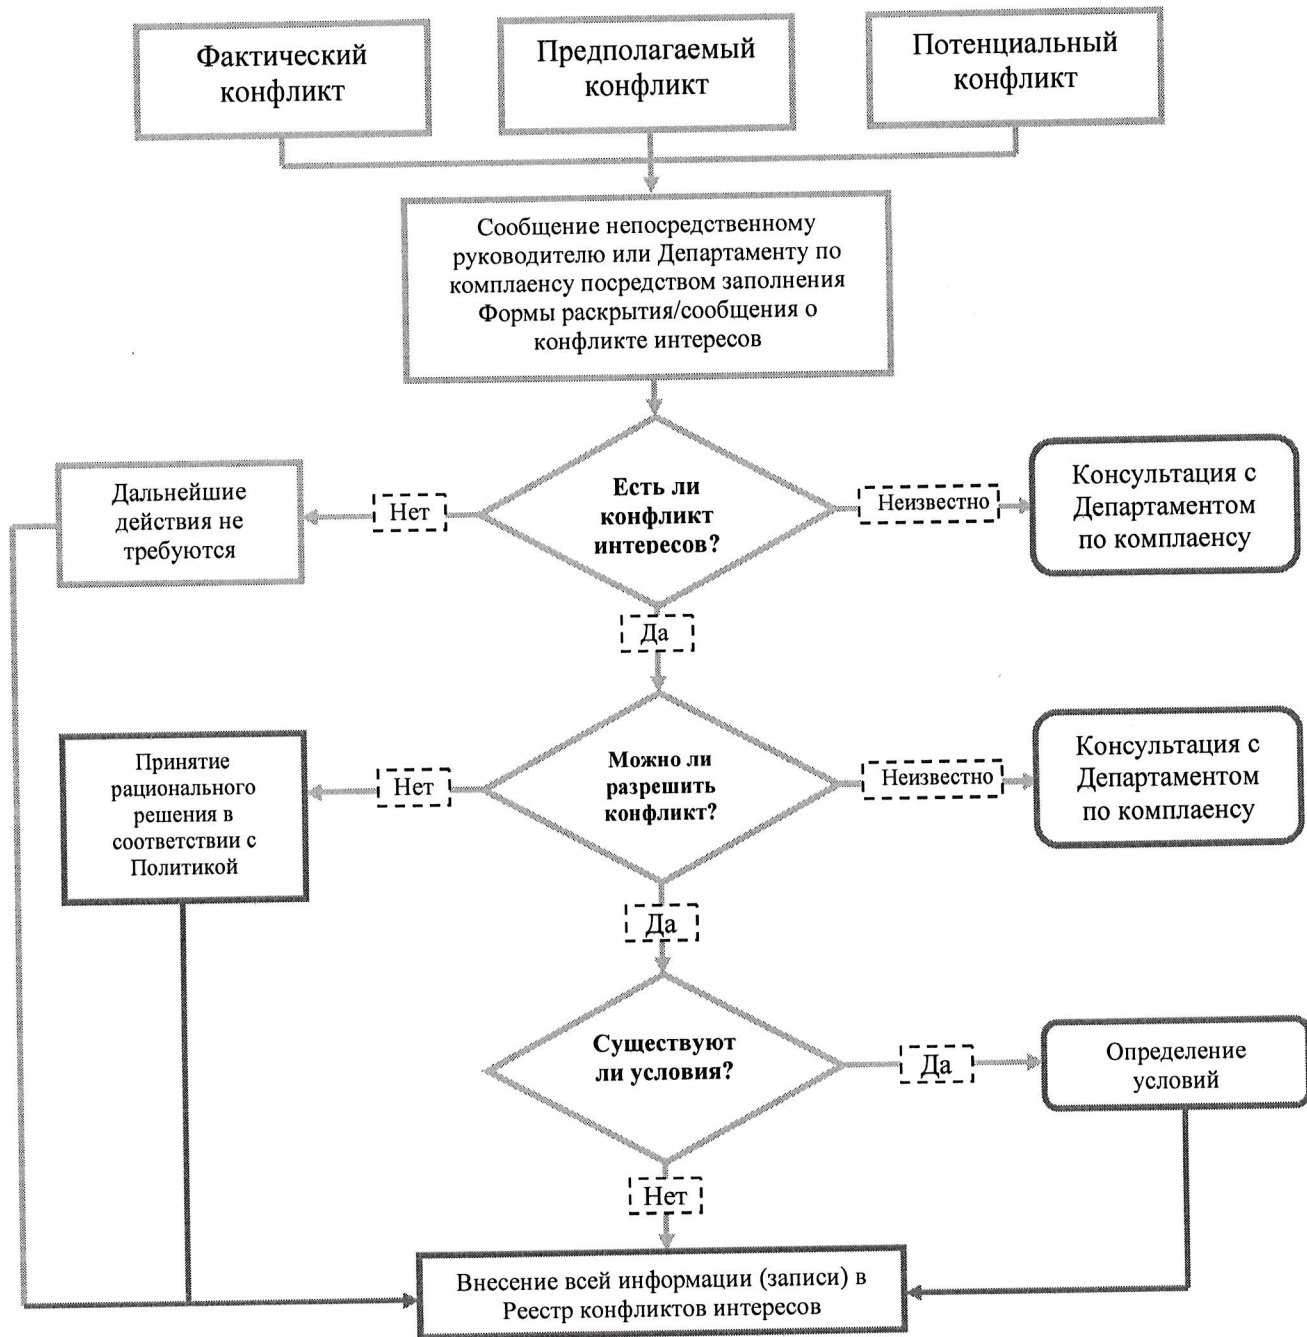 Фактический
конфликт
Предполагаемый
конфликт
Потенциальный
конфликт
Сообщение непосредственному
руководителю или Департаменту по
комплаенсу посредством заполнения
Формы раскрытия/сообщения о
конфликте интересов
Дальнейшие
действия не
требуются
Нет
Есть ли
конфликт
интересов?
Неизвестно
Консультация с
Департаментом
по комплаенсу
Да
Принятие
рационального
решения в
соответствии с
Политикой
Нет
Можно ли
разрешить
конфликт?
Неизвестно
Консультация с
Департаментом
по комплаенсу
Да
Существуют
ли условия?
Да
Определение
условий
Нет
Внесение всей информации (записи) в
Реестр конфликтов интересов